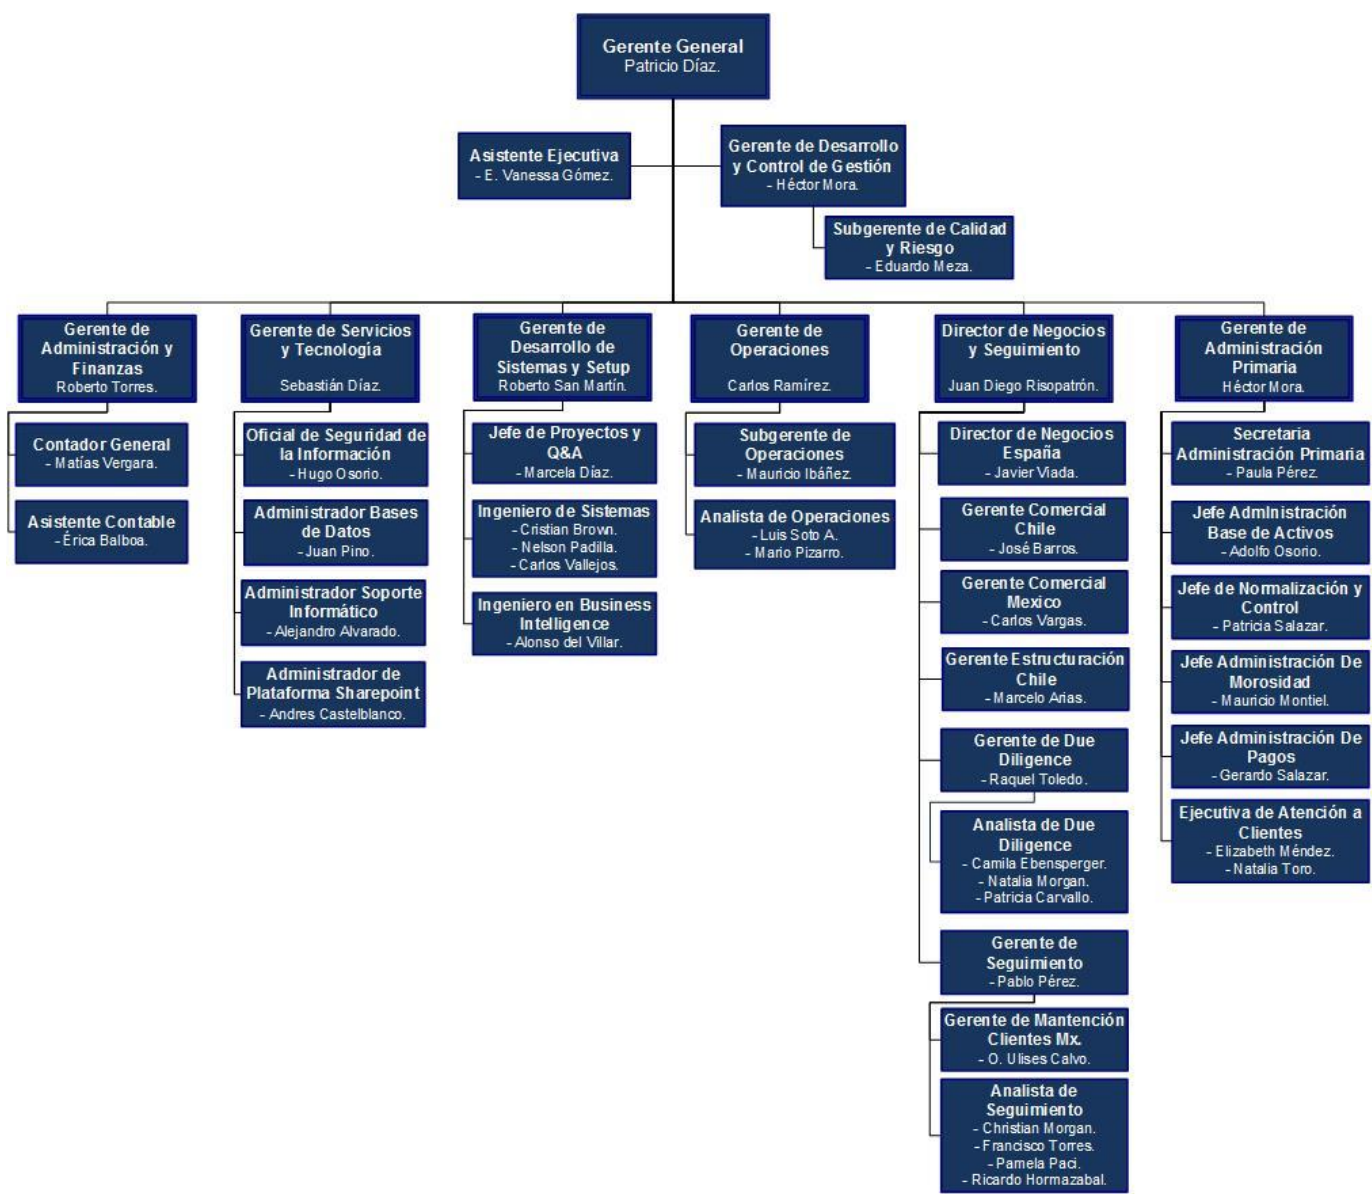 Gerente General
Patricio Díaz.
Asistente Ejecutiva
- E. Vanessa Gómez.
Gerente de Desarrollo
y Control de Gestión
- Héctor Mora.
Subgerente de Calidad
y Riesgo
- Eduardo Meza.
Gerente de
Administración y
Finanzas
Roberto Torres.
Contador General
- Matías Vergara.
Asistente Contable
- Érica Balboa.
Gerente de Servicios
y Tecnología
Sebastián Díaz.
Oficial de Seguridad de
la Información
- Hugo Osorio.
Administrador Bases
de Datos
- Juan Pino.
Administrador Soporte
Informático
- Alejandro Alvarado.
Administrador de
Plataforma Sharepoint
- Andres Castelblanco.
Gerente de
Desarrollo de
Sistemas y Setup
Roberto San Martín.
Jefe de Proyectos y
Q&A
- Marcela Díaz.
Ingeniero de Sistemas
- Cristian Brown.
- Nelson Padilla.
- Carlos Vallejos.
Ingeniero en Business
Intelligence
- Alonso del Villar.
Gerente de
Operaciones
Carlos Ramírez.
Subgerente de
Operaciones
- Mauricio Ibáñez.
Analista de Operaciones
- Luis Soto A.
- Mario Pizarro.
Director de Negocios
y Seguimiento
Juan Diego Risopatrón.
Director de Negocios
España
- Javier Viada.
Gerente Comercial
Chile
- José Barros.
Gerente Comercial
Mexico
- Carlos Vargas.
Gerente Estructuración
Chile
- Marcelo Arias.
Gerente de Due
Diligence
- Raquel Toledo.
Analista de Due
Diligence
- Camila Ebensperger.
- Natalia Morgan.
- Patricia Carvallo.
Gerente de
Seguimiento
- Pablo Pérez.
Gerente de Mantención
Clientes Mx.
- O. Ulises Calvo.
Analista de
Seguimiento
- Christian Morgan.
- Francisco Torres.
- Pamela Paci.
- Ricardo Hormazabal.
Gerente de
Administración
Primaria
Héctor Mora.
Secretaria
Administración Primaria
- Paula Pérez.
Jefe Administración
Base de Activos
- Adolfo Osorio.
Jefe de Normalización y
Control
- Patricia Salazar.
Jefe Administración De
Morosidad
- Mauricio Montiel.
Jefe Administración De
Pagos
- Gerardo Salazar.
Ejecutiva de Atención a
Clientes
- Elizabeth Méndez.
- Natalia Toro.